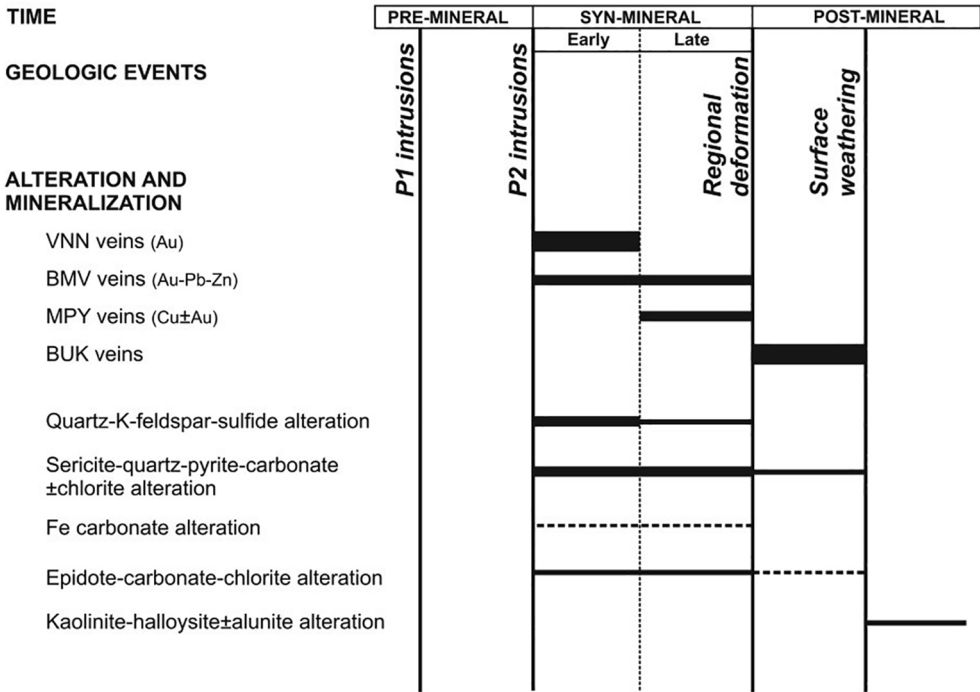 TIME
PRE-MINERAL
SYN-MINERAL
POST-MINERAL
Early
Late
GEOLOGIC EVENTS
P1 intrusions
P2 intrusions
Regional
deformation
Surface
weathering
ALTERATION AND
MINERALIZATION
VNN veins (Au)
BMV veins (Au-Pb-Zn)
MPY veins (Cu±Au)
BUK veins
Quartz-K-feldspar-sulfide alteration
Sericite-quartz-pyrite-carbonate
±chlorite alteration
Fe carbonate alteration
Epidote-carbonate-chlorite alteration
Kaolinite-halloysite±alunite alteration